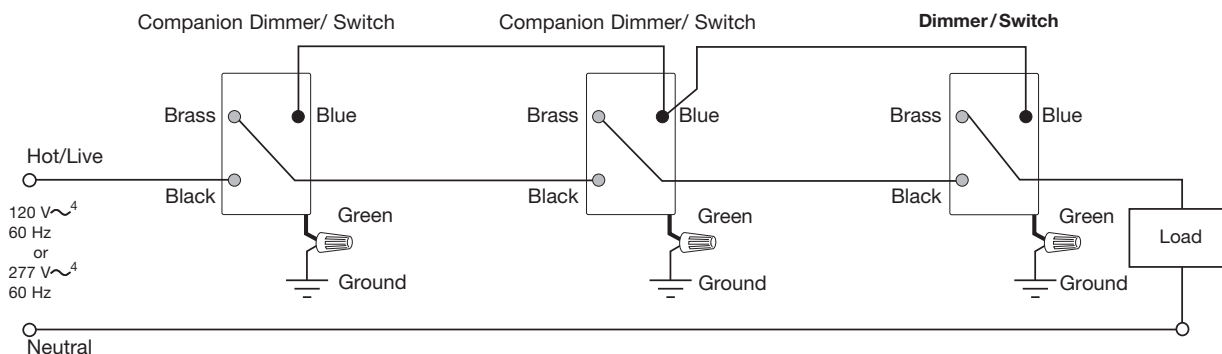 Companion Dimmer/ Switch
Companion Dimmer/ Switch
Dimmer/Switch
Brass
Blue
Brass
Blue
Brass
Blue
Hot/Live
Black
Black
Black
120 V~4
60 Hz
or
277 V~4
60 Hz
Green
Green
Green
Load
Ground
Ground
Ground
Neutral